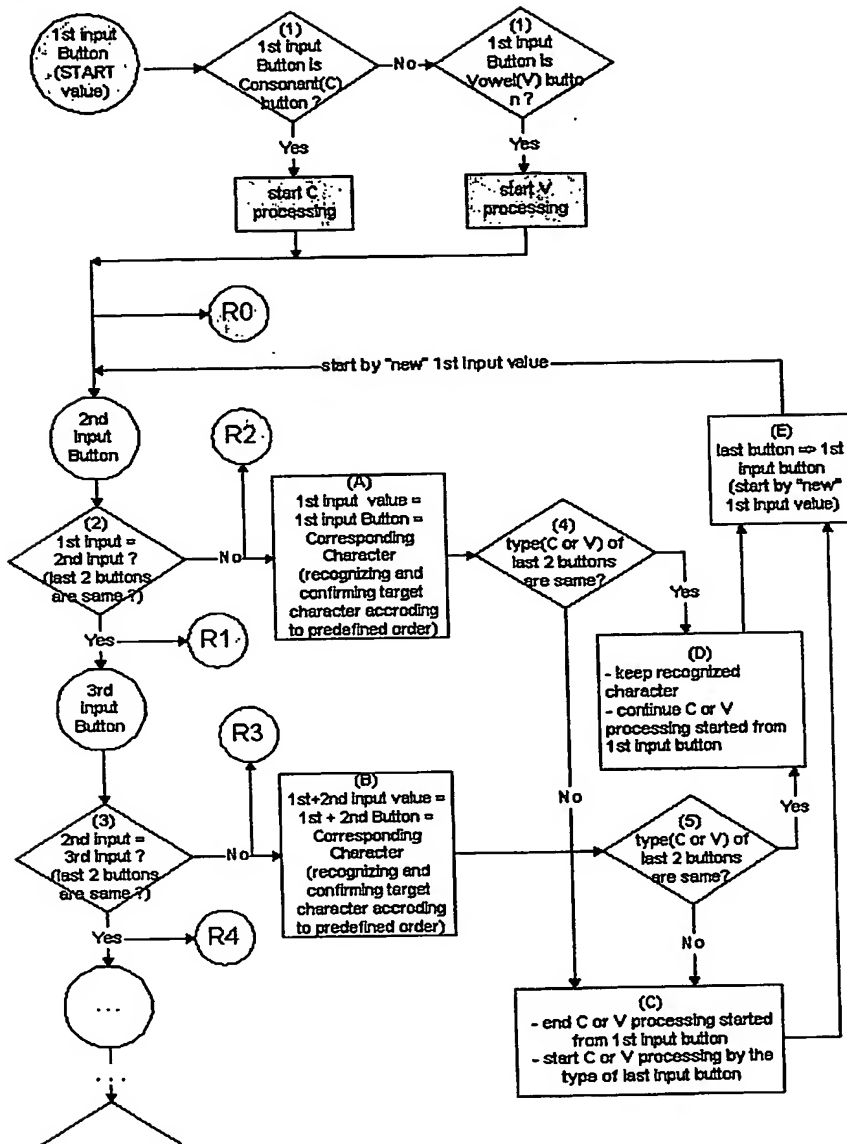 1st input
Button
(START
value)
(1)
1st input
Button is
Consonant(C)
button ?
No
(1)
1st input
Button is
Vowel(V) butto
n ?
Yes
Yes
start C
processing
start V
processing
R0
start by "new" 1st input value
2nd
Input
Button
R2
(E)
last button => 1st
input button
(start by "new"
1st input value)
(2)
1st input =
2nd input ?
(last 2 buttons
are same ?)
No
(A)
1st input value =
1st input Button =
Corresponding
Character
(recognizing and
confirming target
character accroding
to predefined order)
(4)
type(C or V) of
last 2 buttons
are same?
Yes
Yes
R1
(D)
- keep recognized
character
- continue C or V
processing started from
1st input button
3rd
Input
Button
R3
(B)
1st+2nd input value =
1st + 2nd Button =
Corresponding
Character
(recognizing and
confirming target
character accroding
to predefined order)
No
Yes
(3)
2nd input =
3rd input ?
(last 2 buttons
are same ?)
No
(5)
type(C or V) of
last 2 buttons
are same?
Yes
R4
No
...
(C)
- end C or V processing started
from 1st input button
- start C or V processing by the
type of last input button
...